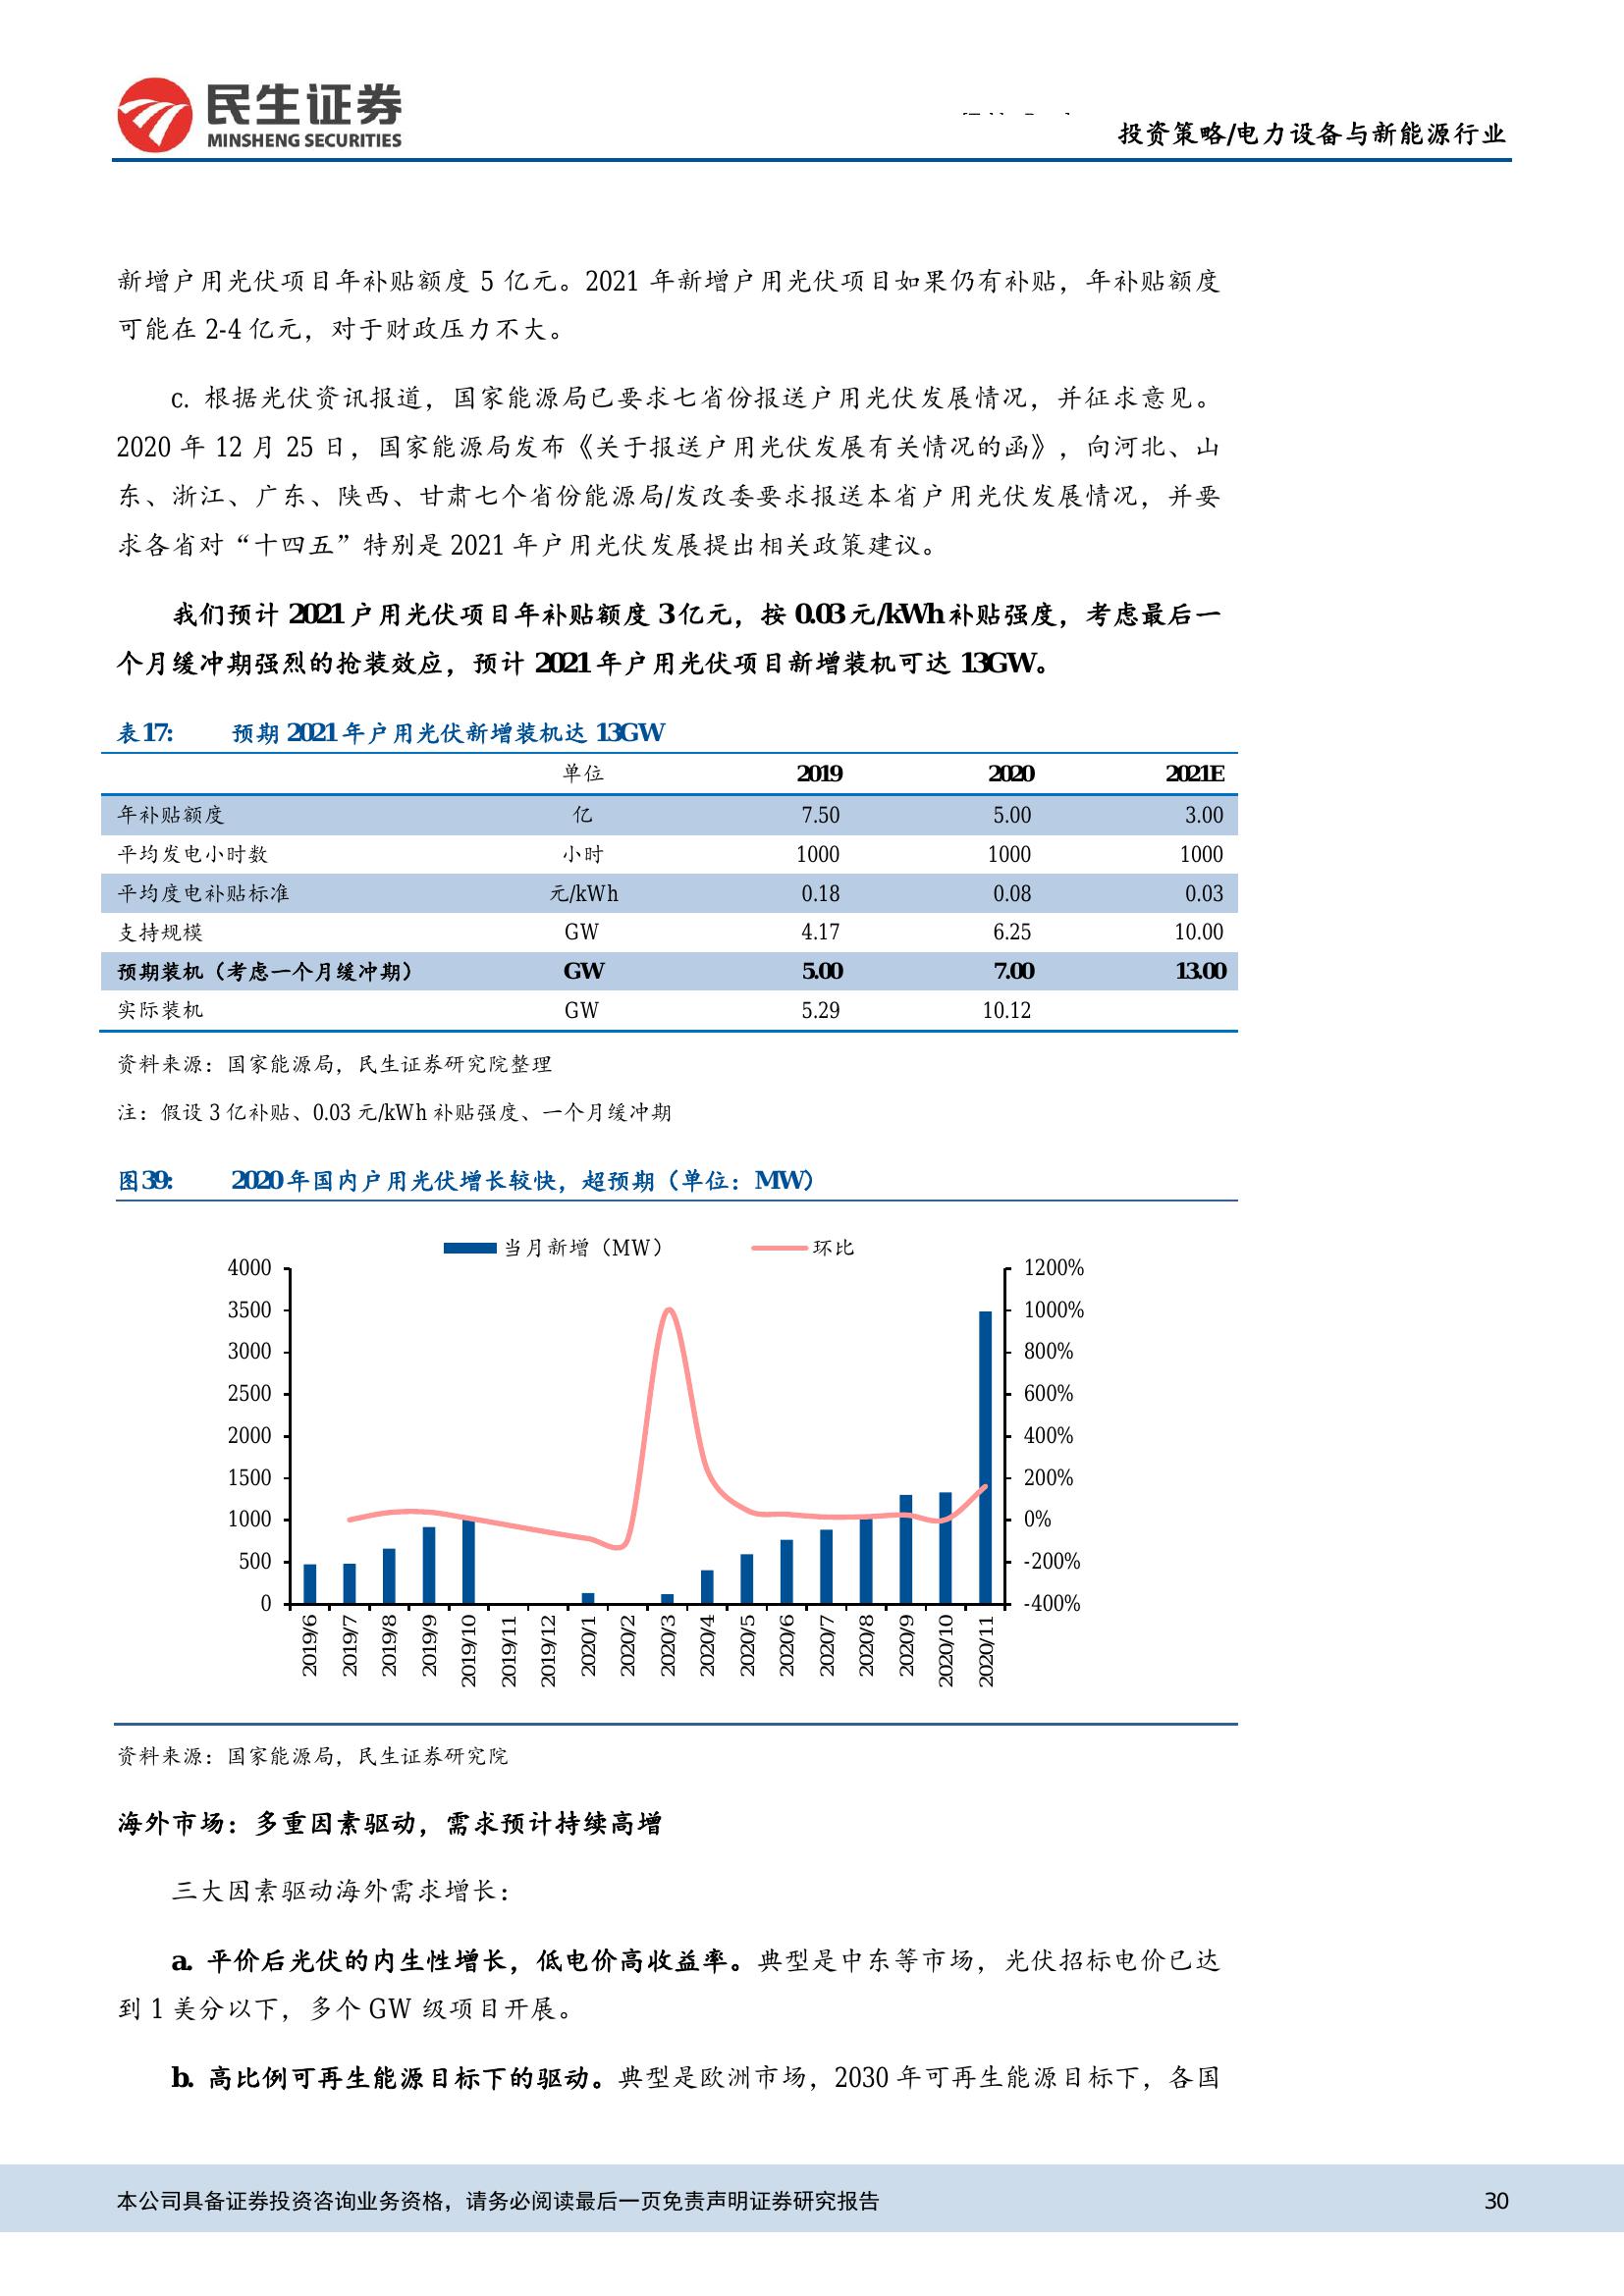 民生证券
MINSHENG SECURITIES
投资策略/电力设备与新能源行业
新增户用光伏项目年补贴额度 5 亿元。2021 年新增户用光伏项目如果仍有补贴，年补贴额度
可能在 2-4 亿元，对于财政压力不大。
c. 根据光伏资讯报道，国家能源局已要求七省份报送户用光伏发展情况，并征求意见。
2020 年 12 月 25 日，国家能源局发布《关于报送户用光伏发展有关情况的函》，向河北、山
东、浙江、广东、陕西、甘肃七个省份能源局/发改委要求报送本省户用光伏发展情况，并要
求各省对“十四五”特别是 2021 年户用光伏发展提出相关政策建议。
我们预计 2021 户用光伏项目年补贴额度 3 亿元，按 0.03 元/kWh 补贴强度，考虑最后一
个月缓冲期强烈的抢装效应，预计 2021 年户用光伏项目新增装机可达 13GW。
表17: 预期 2021 年户用光伏新增装机达 13GW
单位 2019 2020 2021E
年补贴额度 亿 7.50 5.00 3.00
平均发电小时数 小时 1000 1000 1000
平均度电补贴标准 元/kWh 0.18 0.08 0.03
支持规模 GW 4.17 6.25 10.00
预期装机（考虑一个月缓冲期） GW 5.00 7.00 13.00
实际装机 GW 5.29 10.12
资料来源：国家能源局，民生证券研究院整理
注：假设 3 亿补贴、0.03 元/kWh 补贴强度、一个月缓冲期
图39: 2020 年国内户用光伏增长较快，超预期（单位：MW）
当月新增（MW） 环比
4000 1200%
3500 1000%
3000 800%
2500 600%
2000 400%
1500 200%
1000 0%
500 -200%
0 -400%
2019/6 2019/7 2019/8 2019/9 2019/10 2019/11 2019/12 2020/1 2020/2 2020/3 2020/4 2020/5 2020/6 2020/7 2020/8 2020/9 2020/10 2020/11
资料来源：国家能源局，民生证券研究院
海外市场：多重因素驱动，需求预计持续高增
三大因素驱动海外需求增长：
a. 平价后光伏的内生性增长，低电价高收益率。典型是中东等市场，光伏招标电价已达
到 1 美分以下，多个 GW 级项目开展。
b. 高比例可再生能源目标下的驱动。典型是欧洲市场，2030 年可再生能源目标下，各国
本公司具备证券投资咨询业务资格，请务必阅读最后一页免责声明证券研究报告 30